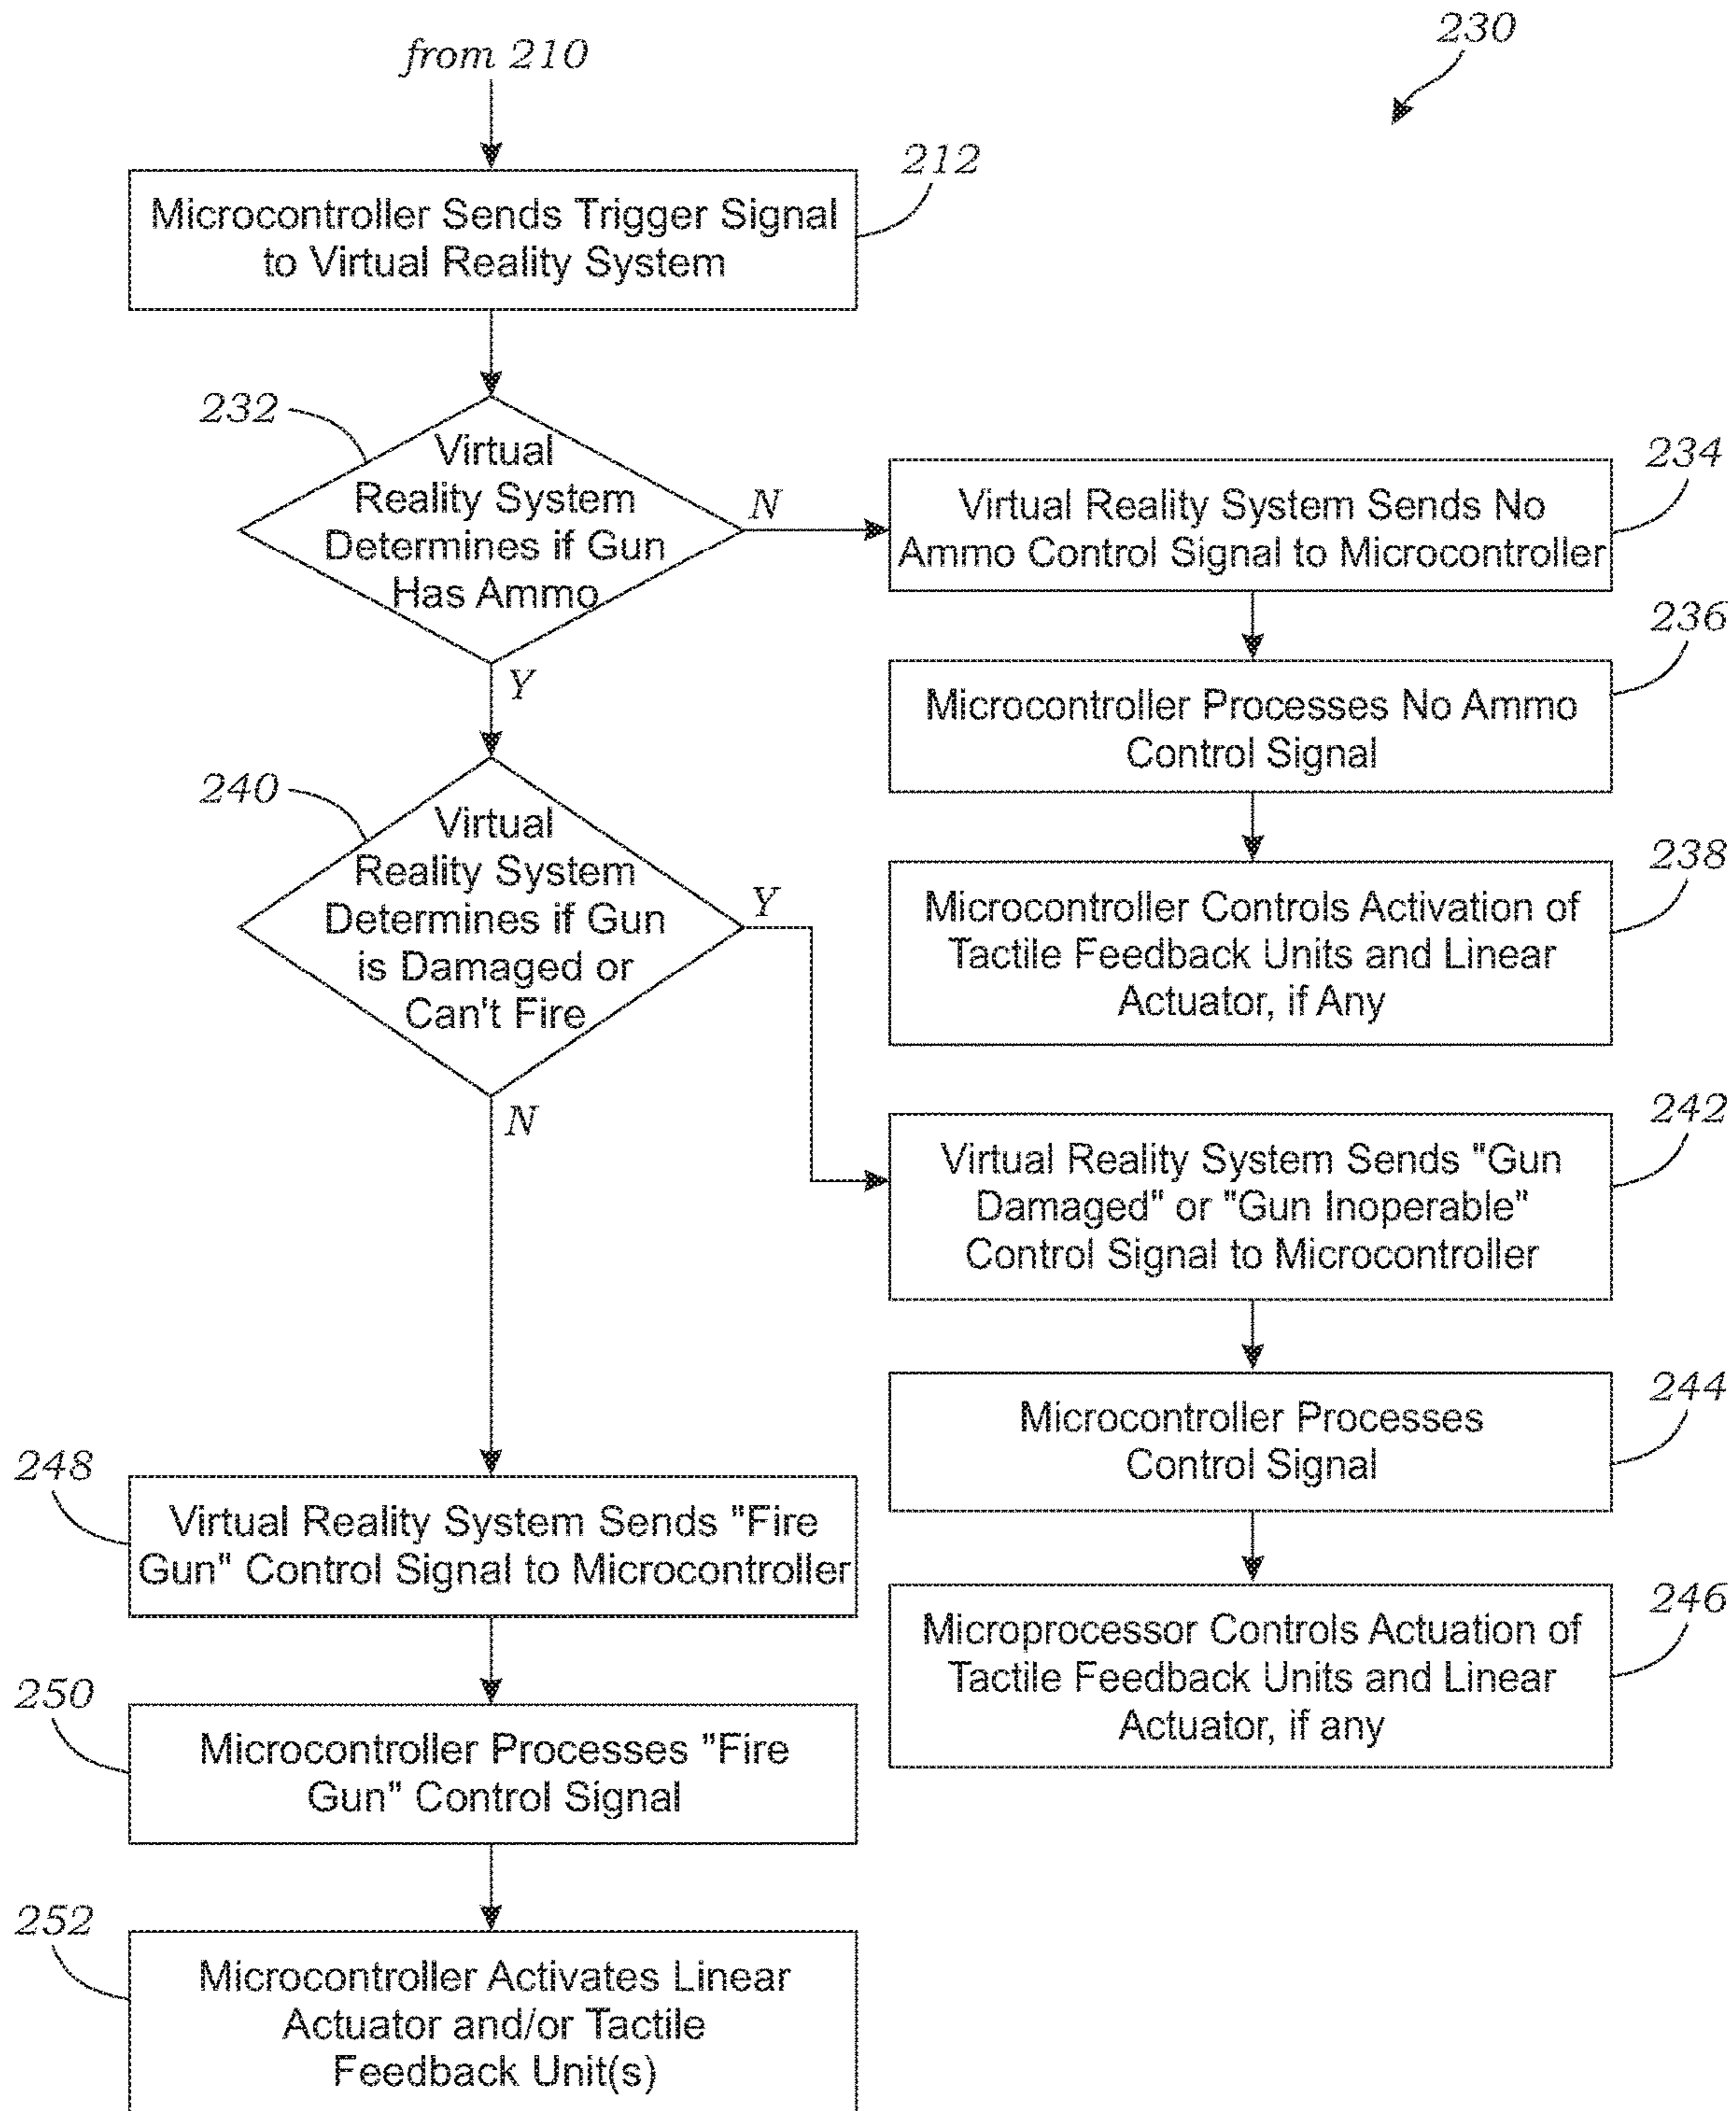 from 210
230
212
Microcontroller Sends Trigger Signal
to Virtual Reality System
232
Virtual
Reality System
Determines if Gun
Has Ammo
N
Y
234
Virtual Reality System Sends No
Ammo Control Signal to Microcontroller
236
Microcontroller Processes No Ammo
Control Signal
238
Microcontroller Controls Activation of
Tactile Feedback Units and Linear
Actuator, if Any
240
Virtual
Reality System
Determines if Gun
is Damaged or
Can't Fire
Y
N
242
Virtual Reality System Sends "Gun
Damaged" or "Gun Inoperable"
Control Signal to Microcontroller
244
Microcontroller Processes
Control Signal
246
Microprocessor Controls Actuation of
Tactile Feedback Units and Linear
Actuator, if any
248
Virtual Reality System Sends "Fire
Gun" Control Signal to Microcontroller
250
Microcontroller Processes "Fire
Gun" Control Signal
252
Microcontroller Activates Linear
Actuator and/or Tactile
Feedback Unit(s)